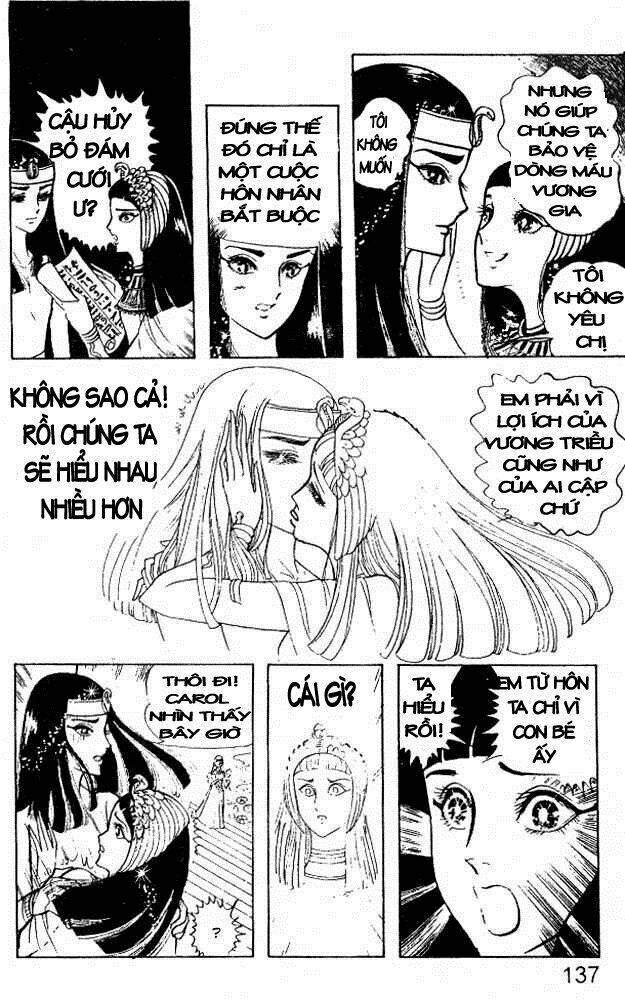 CẬU HỦY
BỎ ĐÁM
CƯỚI
Ư?
ĐÚNG THẾ
ĐÓ CHỈ LÀ
MỘT CUỘC
HÔN NHÂN
BẮT BUỘC
TÔI
KHÔNG
MUỐN
NHƯNG
NÓ GIÚP
CHÚNG TA
BẢO VỆ
DÒNG MÁU
VƯƠNG
GIA
TÔI
KHÔNG
YÊU
CHỊ
KHÔNG SAO CẢ!
RỒI CHÚNG TA
SẼ HIỂU NHAU
NHIỀU HƠN
EM PHẢI VÌ
LỢI ÍCH CỦA
VƯƠNG TRIỀU
CŨNG NHƯ
CỦA AI CẬP
CHỨ
THÔI ĐI!
CAROL
NHÌN THẤY
BÂY GIỜ
?
CÁI GÌ?
TA
HIỂU
RỒI!
EM TỪ HÔN
TA CHỈ VÌ
CON BÉ
ẤY
137